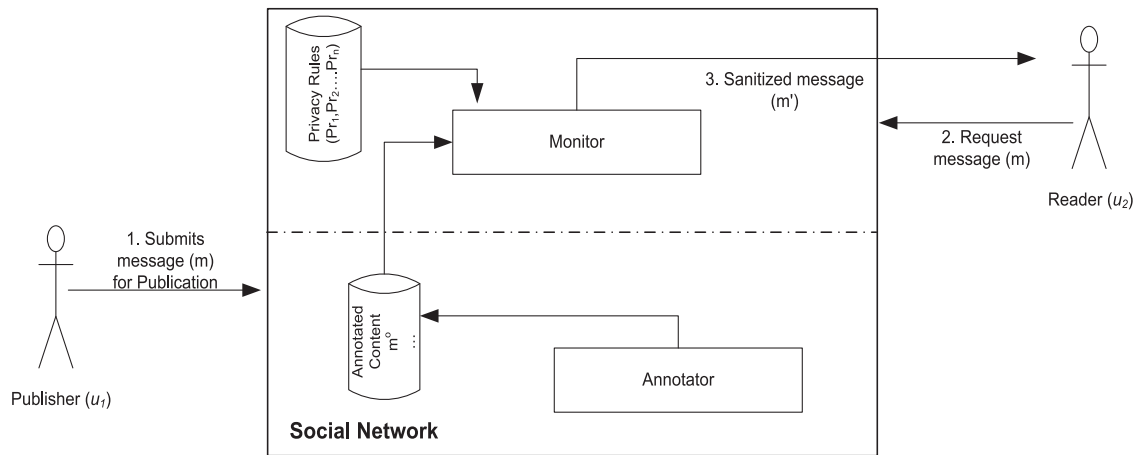 Privacy Rules
(Pr1,Pr2....Prn)
Monitor
3. Sanitized message
(m')
2. Request
message (m)
Reader (u2)
1. Submits
message (m)
for Publication
Publisher (u1)
Annotated
Content
mo
...
Annotator
Social Network